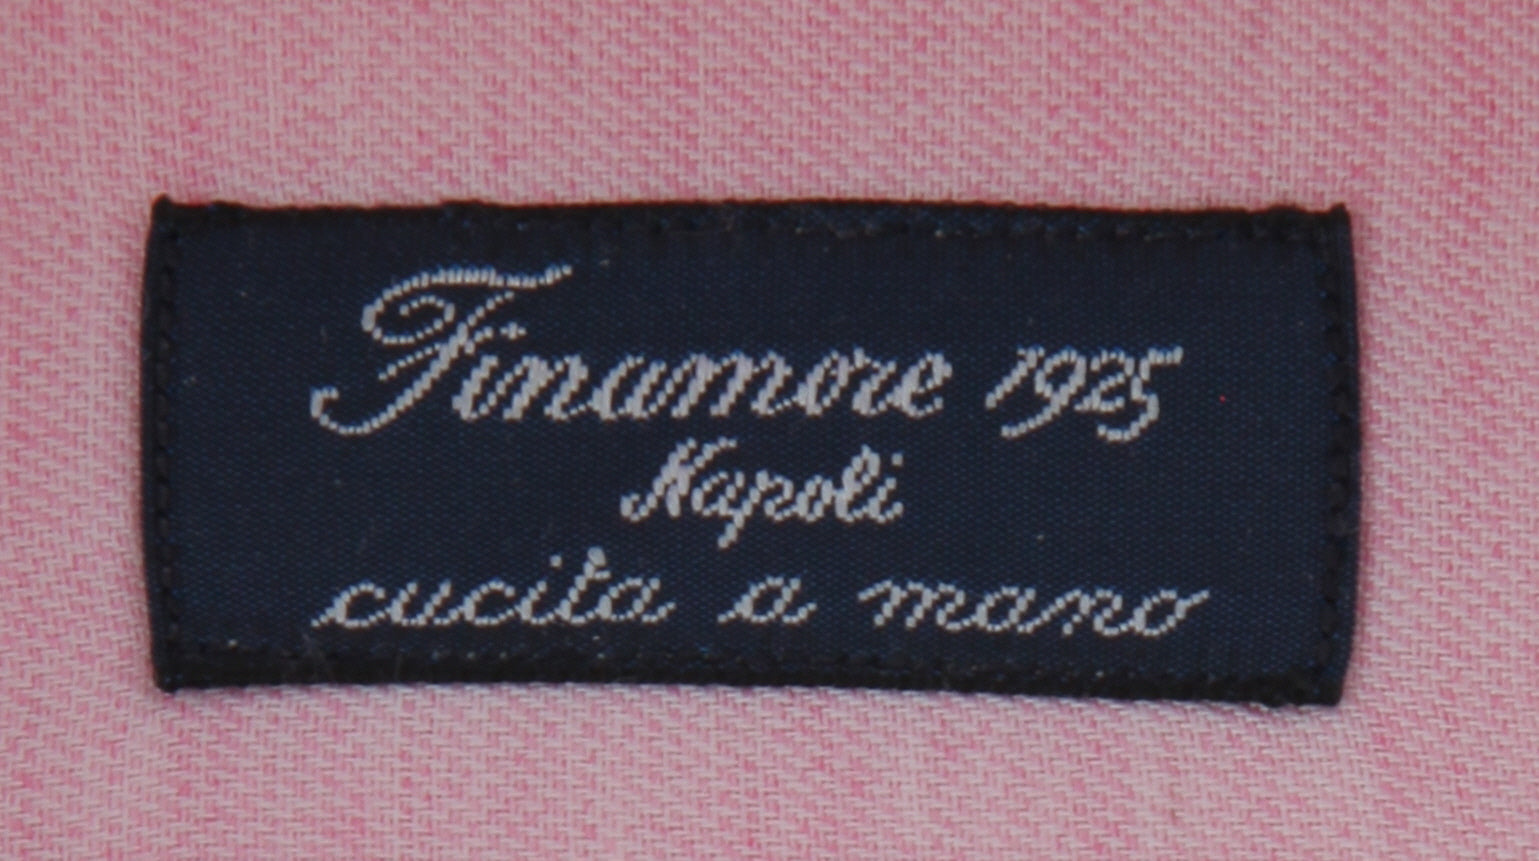 Finamore 1925
Napoli
cucita a mano